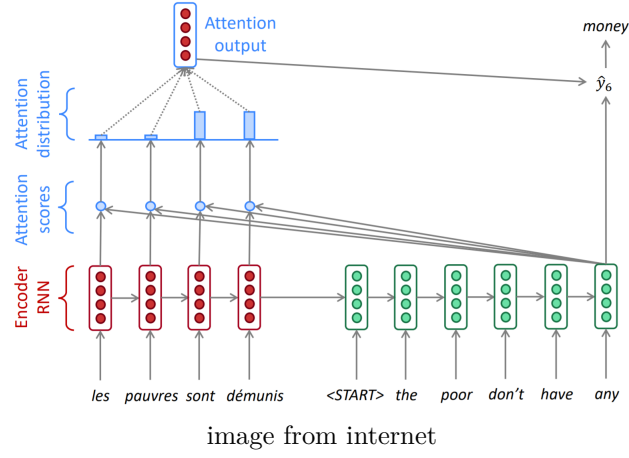 Attention
output
money
ŷ₆
Attention
distribution
Attention
scores
Encoder
RNN
les pauvres sont démunis <START> the poor don't have any
image from internet